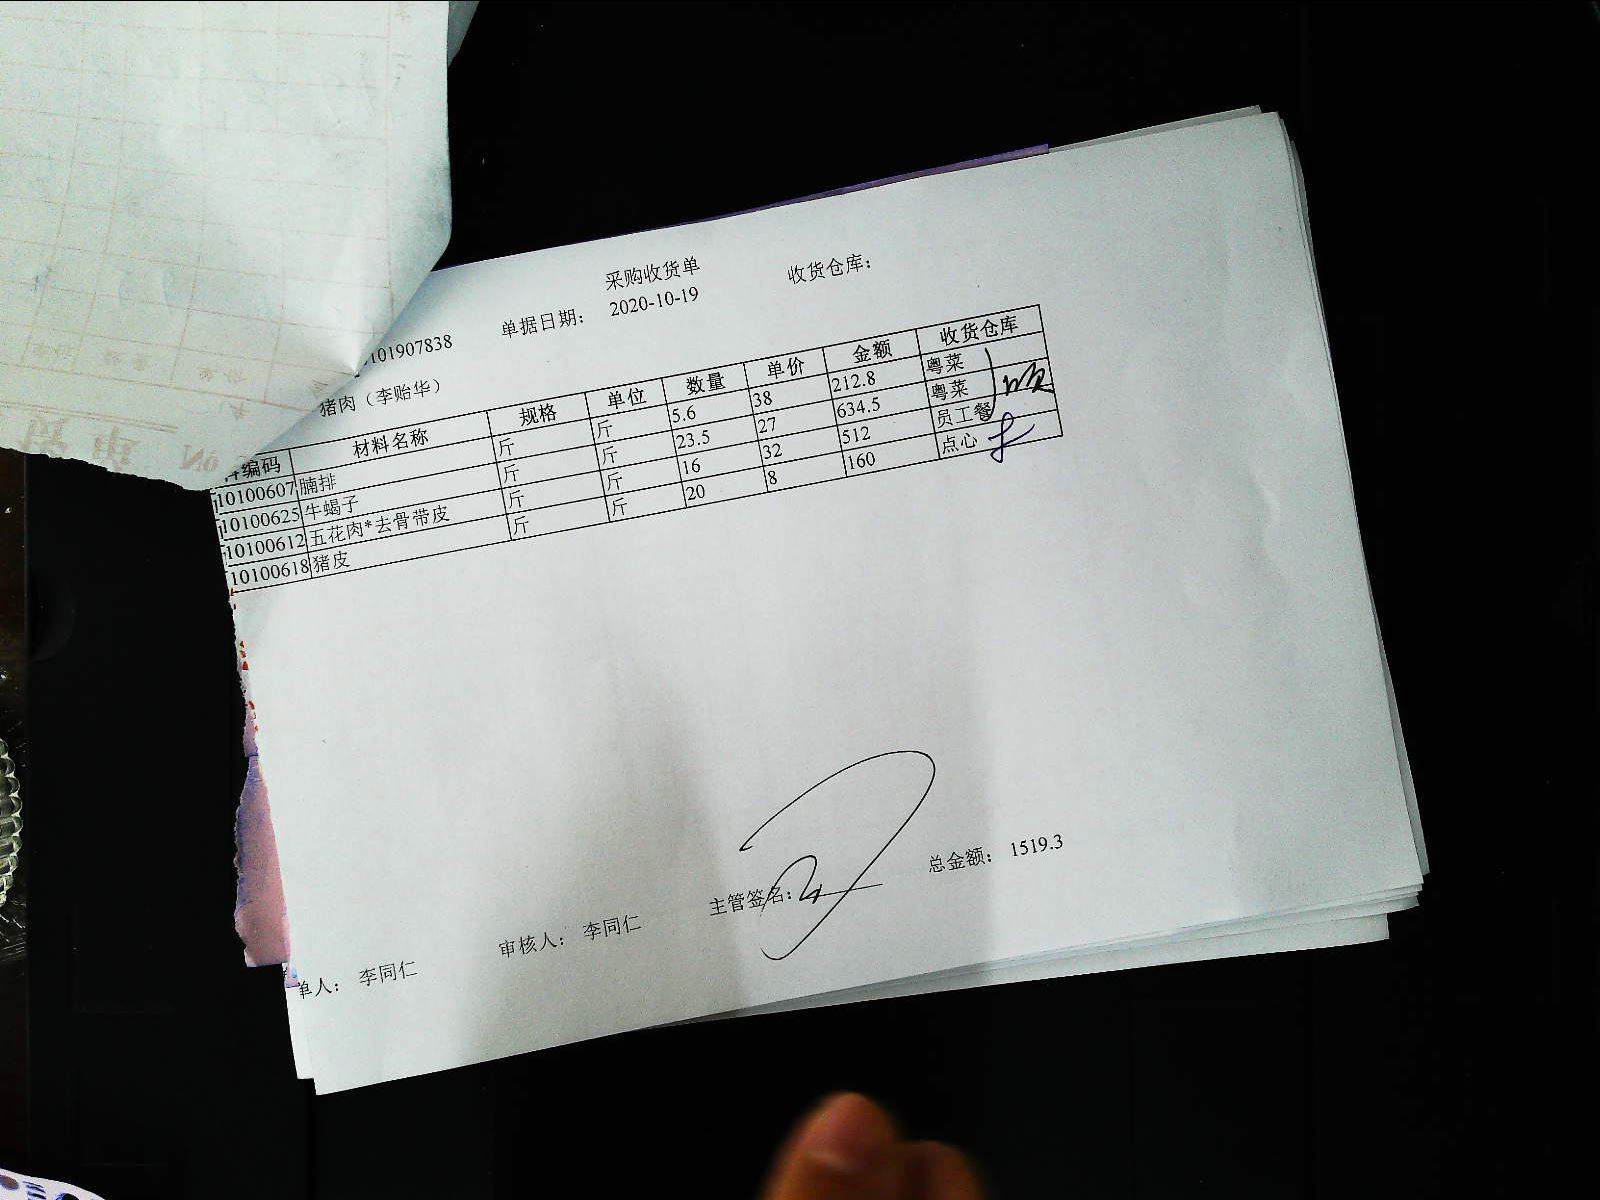 采购收货单
101907838 单据日期： 2020-10-19 收货仓库：
猪肉（李贻华）
编码 材料名称 规格 单位 数量 单价 金额 收货仓库
10100607 腩排 斤 斤 5.6 38 212.8 粤菜
10100625 牛蝎子 斤 斤 23.5 27 634.5 粤菜
10100612 五花肉*去骨带皮 斤 斤 16 32 512 员工餐
10100618 猪皮 斤 斤 20 8 160 点心
单人： 李同仁 审核人： 李同仁 主管签名： 总金额： 1519.3